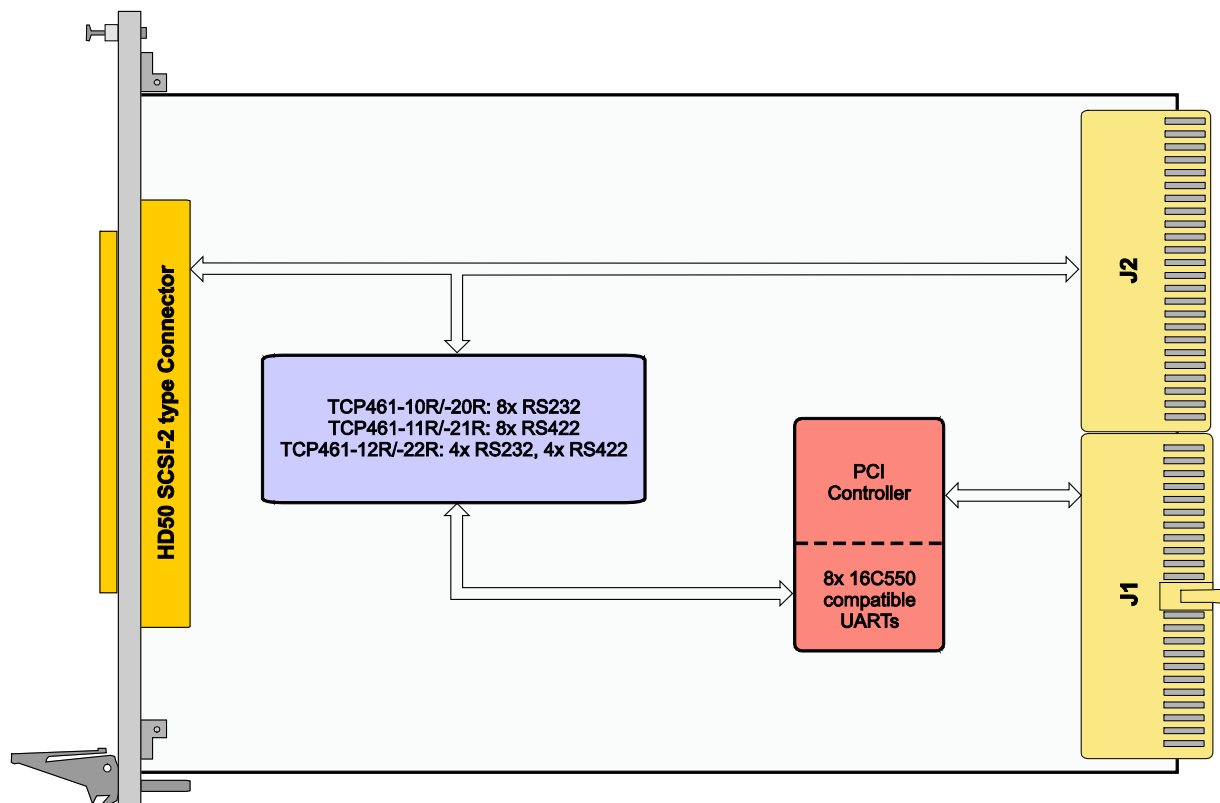 HD50 SCSI-2 type Connector
J2
TCP461-10R/-20R: 8x RS232
TCP461-11R/-21R: 8x RS422
TCP461-12R/-22R: 4x RS232, 4x RS422
PCI
Controller
8x 16C550
compatible
UARTs
J1